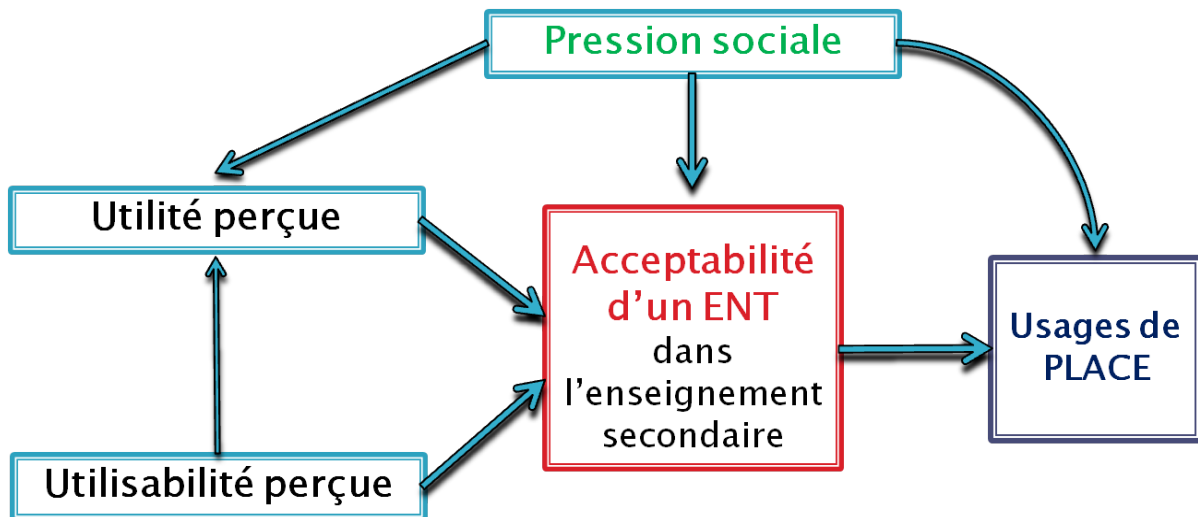 Pression sociale
Utilité perçue
Acceptabilité
d'un ENT
dans
l'enseignement
secondaire
Usages de
PLACE
Utilisabilité perçue